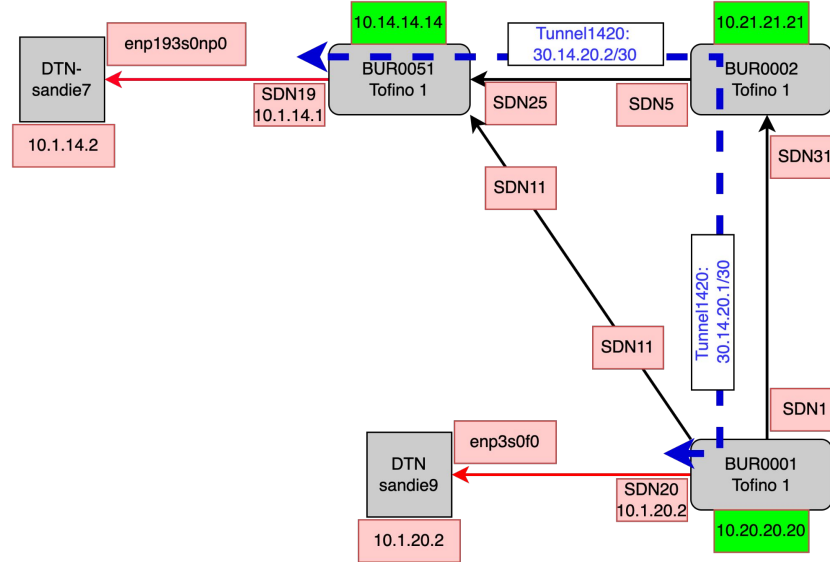 10.14.14.14
10.21.21.21
Tunnel1420:
30.14.20.2/30
enp193s0np0
DTN-
sandie7
BUR0051
Tofino 1
BUR0002
Tofino 1
SDN19
10.1.14.1
SDN25
SDN5
10.1.14.2
SDN31
SDN11
Tunnel1420:
30.14.20.1/30
SDN11
SDN1
enp3s0f0
DTN
sandie9
BUR0001
Tofino 1
SDN20
10.1.20.2
10.20.20.20
10.1.20.2